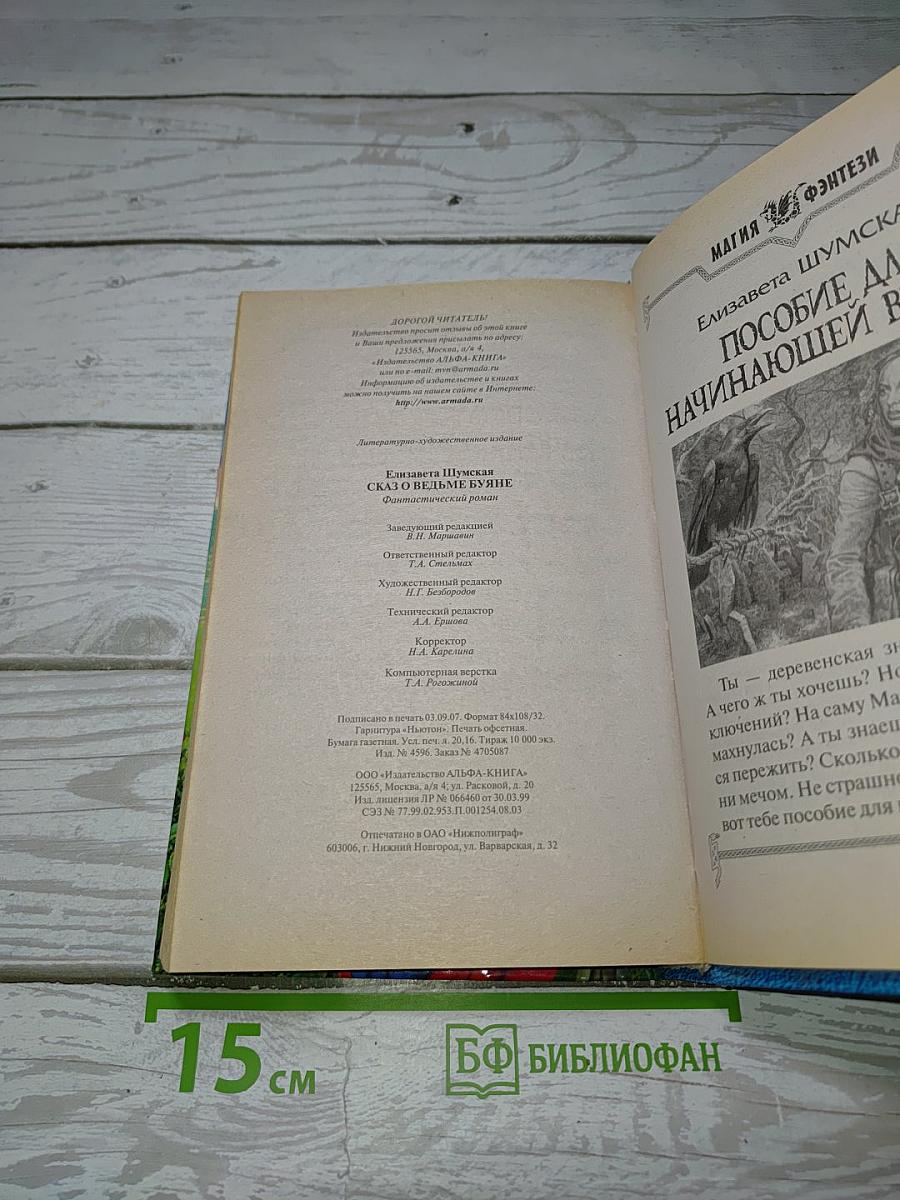 ДОРОГОЙ ЧИТАТЕЛЬ!
Издательство просит отзывы об этой книге
и Ваши предложения присылать по адресу:
125565, Москва, а/я 4,
«Издательство АЛЬФА-КНИГА»
или по e-mail: mvn@armada.ru
Информацию об издательстве и книгах
можно получить на нашем сайте в Интернете:
http://www.armada.ru
Литературно-художественное издание
Елизавета Шумская
СКАЗ О ВЕДЬМЕ БУЯНЕ
Фантастический роман
Заведующий редакцией
В.Н. Маршавин
Ответственный редактор
Т.А. Стельмах
Художественный редактор
Н.Г. Безбородов
Технический редактор
А.А. Ершова
Корректор
Н.А. Карелина
Компьютерная верстка
Т.А. Рогожиной
Подписано в печать 03.09.07. Формат 84х108/32.
Гарнитура «Ньютон». Печать офсетная.
Бумага газетная. Усл. печ. л. 20,16. Тираж 10 000 экз.
Изд. № 4596. Заказ № 4705087
ООО «Издательство АЛЬФА-КНИГА»
125565, Москва, а/я 4; ул. Расковой, д. 20
Изд. лицензия ЛР № 066460 от 30.03.99
СЭЗ № 77.99.02.953.П.001254.08.03
Отпечатано в ОАО «Нижполиграф»
603006, г. Нижний Новгород, ул. Варварская, д. 32
МАГИЯ ФЭНТЕЗИ
Елизавета ШУМСКА
ПОСОБИЕ ДЛ
НАЧИНАЮЩЕЙ В
Ты — деревенская зн
А чего ж ты хочешь? Но
ключений? На саму Ма
махнулась? А ты знаеш
ся пережить? Сколько
ни мечом. Не страшно
вот тебе пособие для
15 см
БФ БИБЛИОФАН